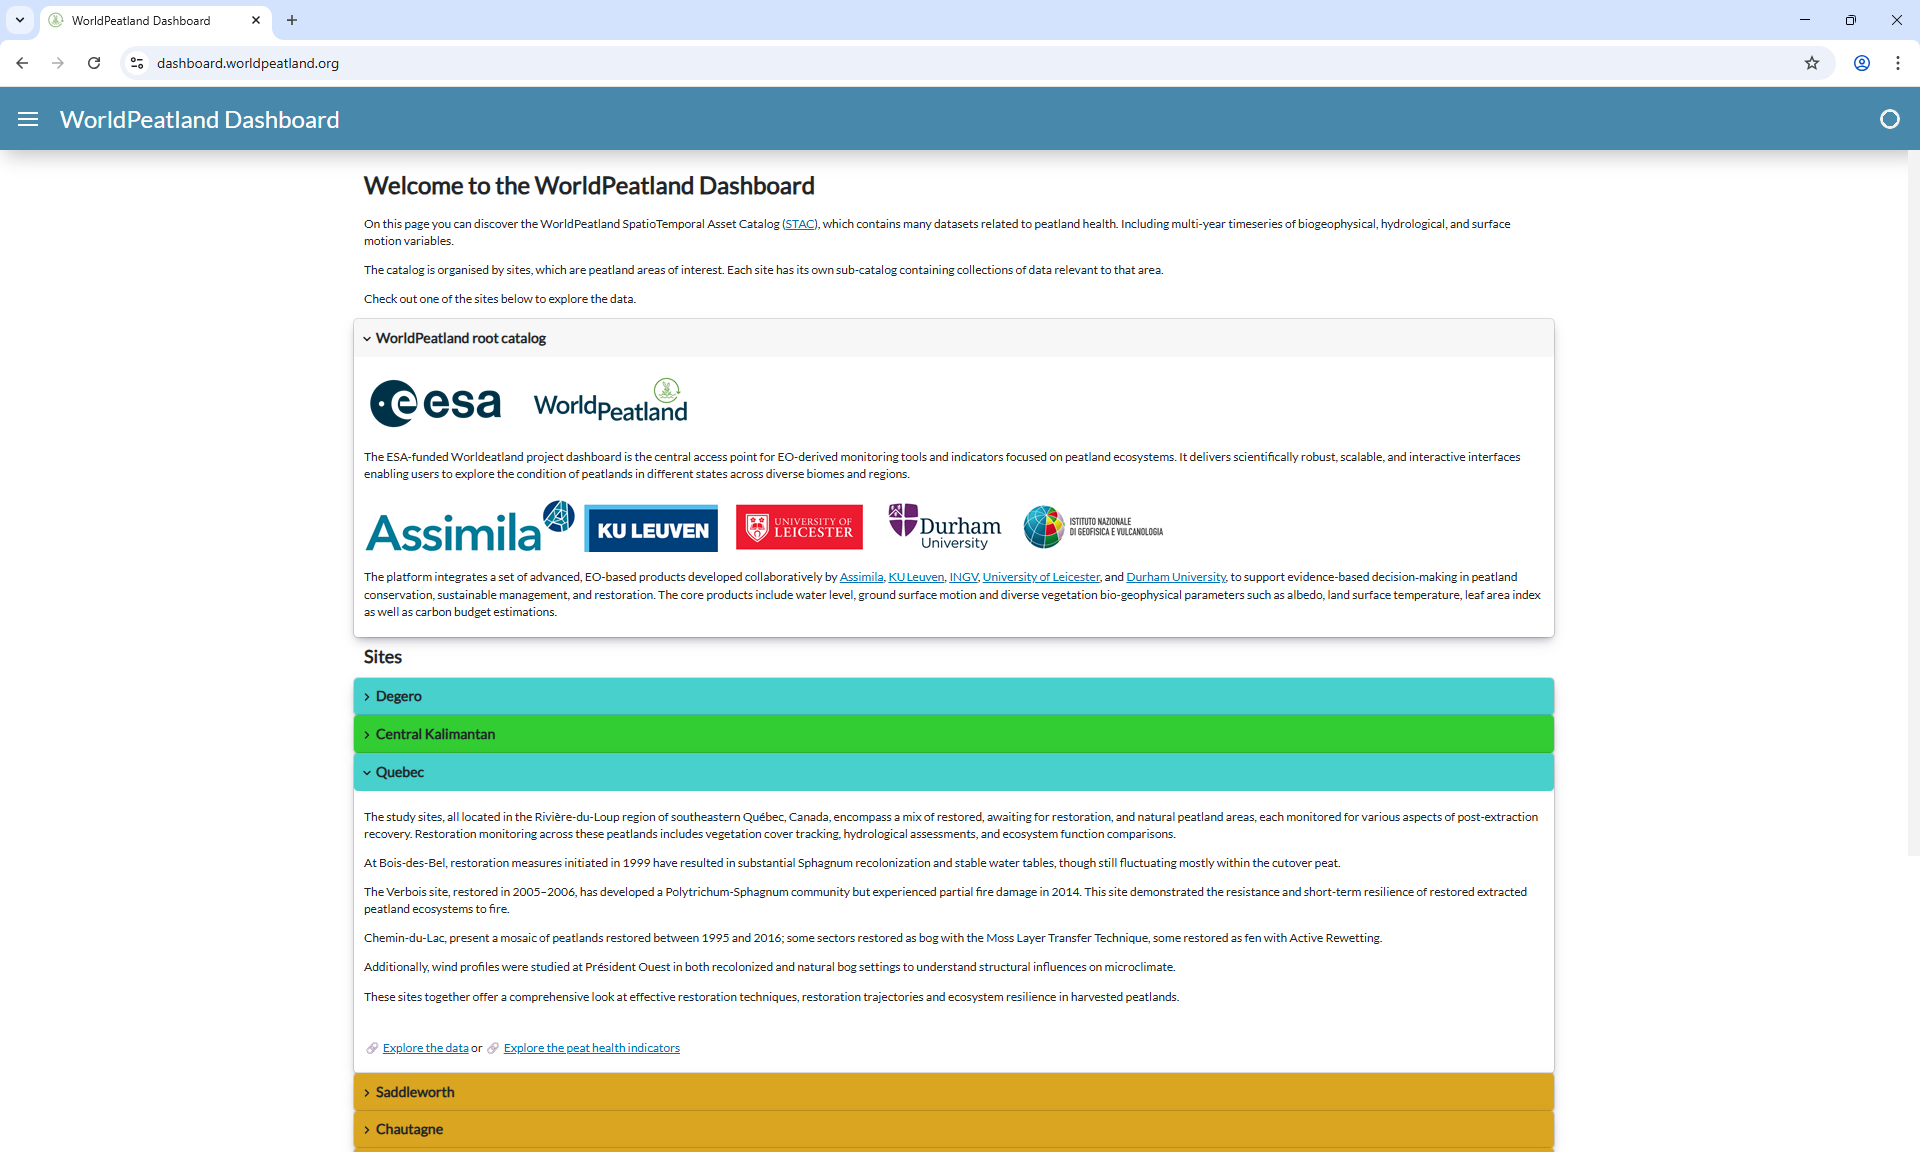 WorldPeatland Dashboard
dashboard.worldpeatland.org
WorldPeatland Dashboard
Welcome to the WorldPeatland Dashboard
On this page you can discover the WorldPeatland SpatioTemporal Asset Catalog (STAC), which contains many datasets related to peatland health. Including multi-year timeseries of biogeophysical, hydrological, and surface
motion variables.
The catalog is organised by sites, which are peatland areas of interest. Each site has its own sub-catalog containing collections of data relevant to that area.
Check out one of the sites below to explore the data.
WorldPeatland root catalog
esa WorldPeatland
The ESA-funded Worldeatland project dashboard is the central access point for EO-derived monitoring tools and indicators focused on peatland ecosystems. It delivers scientifically robust, scalable, and interactive interfaces
enabling users to explore the condition of peatlands in different states across diverse biomes and regions.
Assimila KU LEUVEN UNIVERSITY OF LEICESTER Durham University ISTITUTO NAZIONALE DI GEOFISICA E VULCANOLOGIA
The platform integrates a set of advanced, EO-based products developed collaboratively by Assimila, KU Leuven, INGV, University of Leicester, and Durham University, to support evidence-based decision-making in peatland
conservation, sustainable management, and restoration. The core products include water level, ground surface motion and diverse vegetation bio-geophysical parameters such as albedo, land surface temperature, leaf area index
as well as carbon budget estimations.
Sites
Degero
Central Kalimantan
Quebec
The study sites, all located in the Rivière-du-Loup region of southeastern Québec, Canada, encompass a mix of restored, awaiting for restoration, and natural peatland areas, each monitored for various aspects of post-extraction
recovery. Restoration monitoring across these peatlands includes vegetation cover tracking, hydrological assessments, and ecosystem function comparisons.
At Bois-des-Bel, restoration measures initiated in 1999 have resulted in substantial Sphagnum recolonization and stable water tables, though still fluctuating mostly within the cutover peat.
The Verbois site, restored in 2005–2006, has developed a Polytrichum-Sphagnum community but experienced partial fire damage in 2014. This site demonstrated the resistance and short-term resilience of restored extracted
peatland ecosystems to fire.
Chemin-du-Lac, present a mosaic of peatlands restored between 1995 and 2016; some sectors restored as bog with the Moss Layer Transfer Technique, some restored as fen with Active Rewetting.
Additionally, wind profiles were studied at Président Ouest in both recolonized and natural bog settings to understand structural influences on microclimate.
These sites together offer a comprehensive look at effective restoration techniques, restoration trajectories and ecosystem resilience in harvested peatlands.
Explore the data or Explore the peat health indicators
Saddleworth
Chautagne